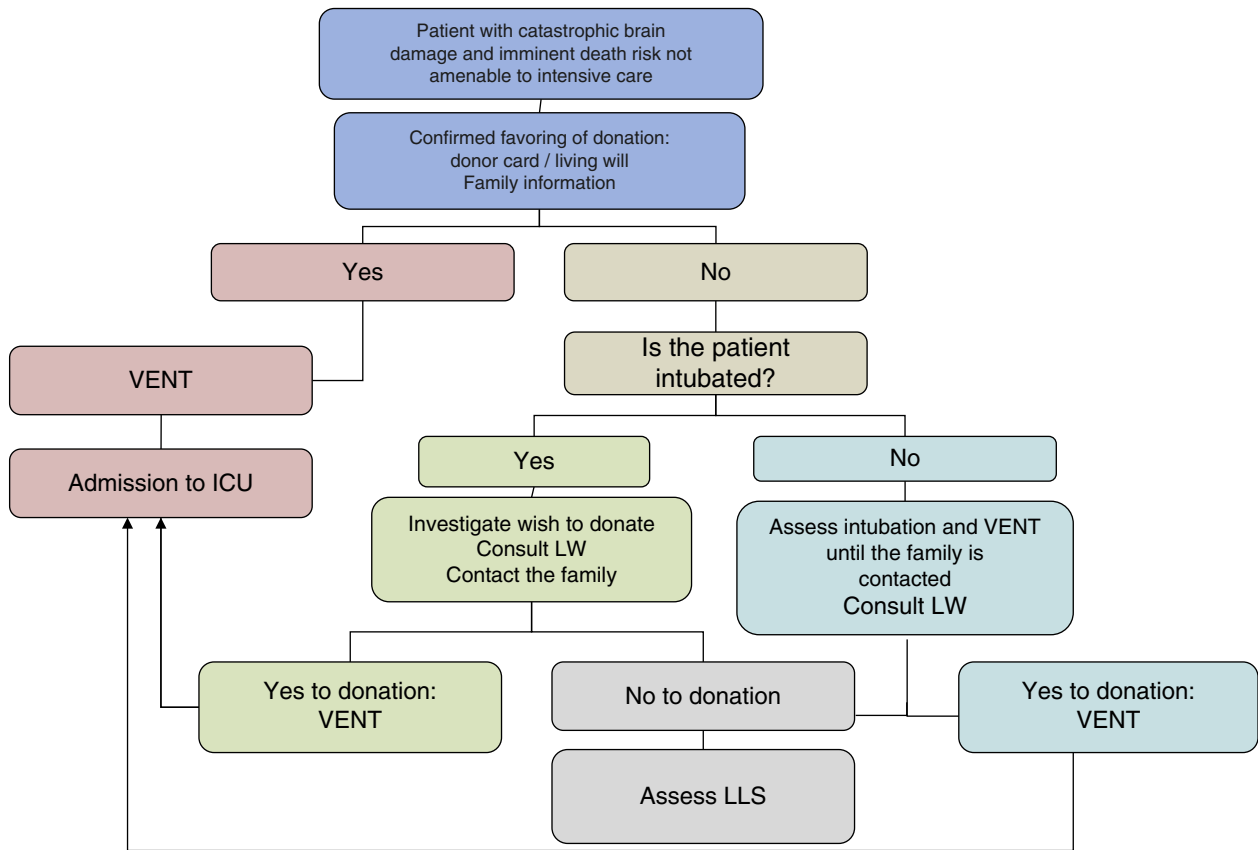 Patient with catastrophic brain
damage and imminent death risk not
amenable to intensive care
Confirmed favoring of donation:
donor card / living will
Family information
Yes
No
Is the patient
intubated?
VENT
Admission to ICU
Yes
No
Investigate wish to donate
Consult LW
Contact the family
Assess intubation and VENT
until the family is
contacted
Consult LW
Yes to donation:
VENT
No to donation
Yes to donation:
VENT
Assess LLS